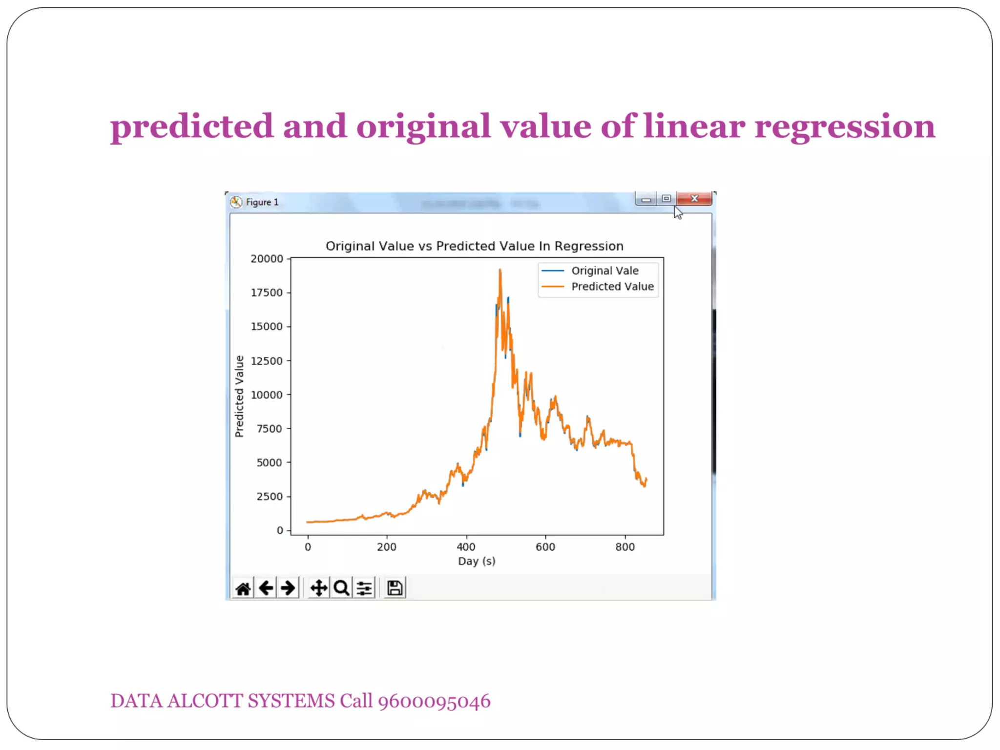 predicted and original value of linear regression
Figure 1
Original Value vs Predicted Value In Regression
Original Vale
Predicted Value
20000
17500
15000
12500
10000
7500
5000
2500
0
Predicted Value
0 200 400 600 800
Day (s)
DATA ALCOTT SYSTEMS Call 9600095046